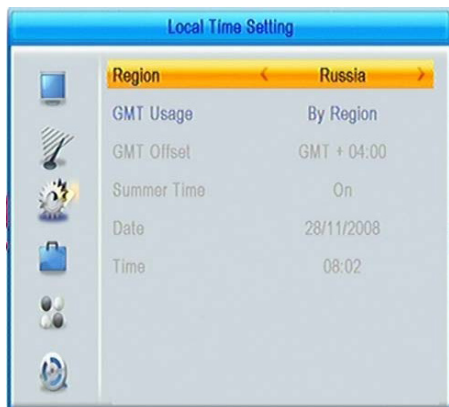 Local Time Setting
Region < Russia >
GMT Usage By Region
GMT Offset GMT + 04:00
Summer Time On
Date 28/11/2008
Time 08:02